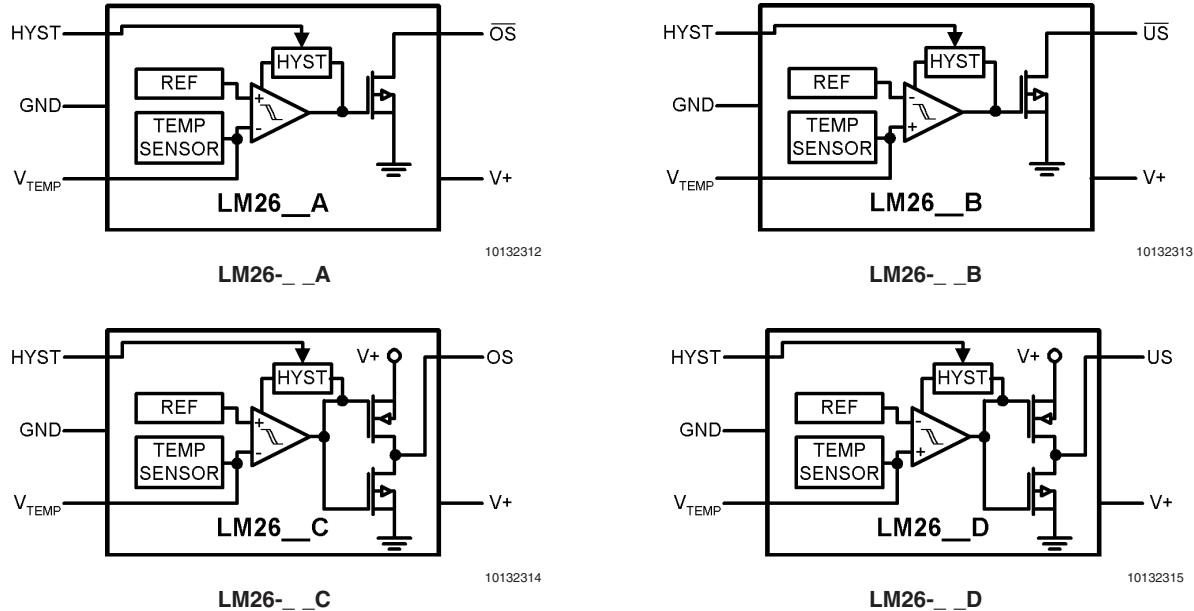 HYST
OS
HYST
REF
+
GND
TEMP
SENSOR
-
VTEMP
V+
LM26__A
10132312
LM26-_ _A
HYST
US
HYST
REF
-
GND
TEMP
SENSOR
+
VTEMP
V+
LM26__B
10132313
LM26-_ _B
HYST
V+
OS
HYST
REF
+
GND
TEMP
SENSOR
-
VTEMP
V+
LM26__C
10132314
LM26-_ _C
HYST
V+
US
HYST
REF
-
GND
TEMP
SENSOR
+
VTEMP
V+
LM26__D
10132315
LM26-_ _D